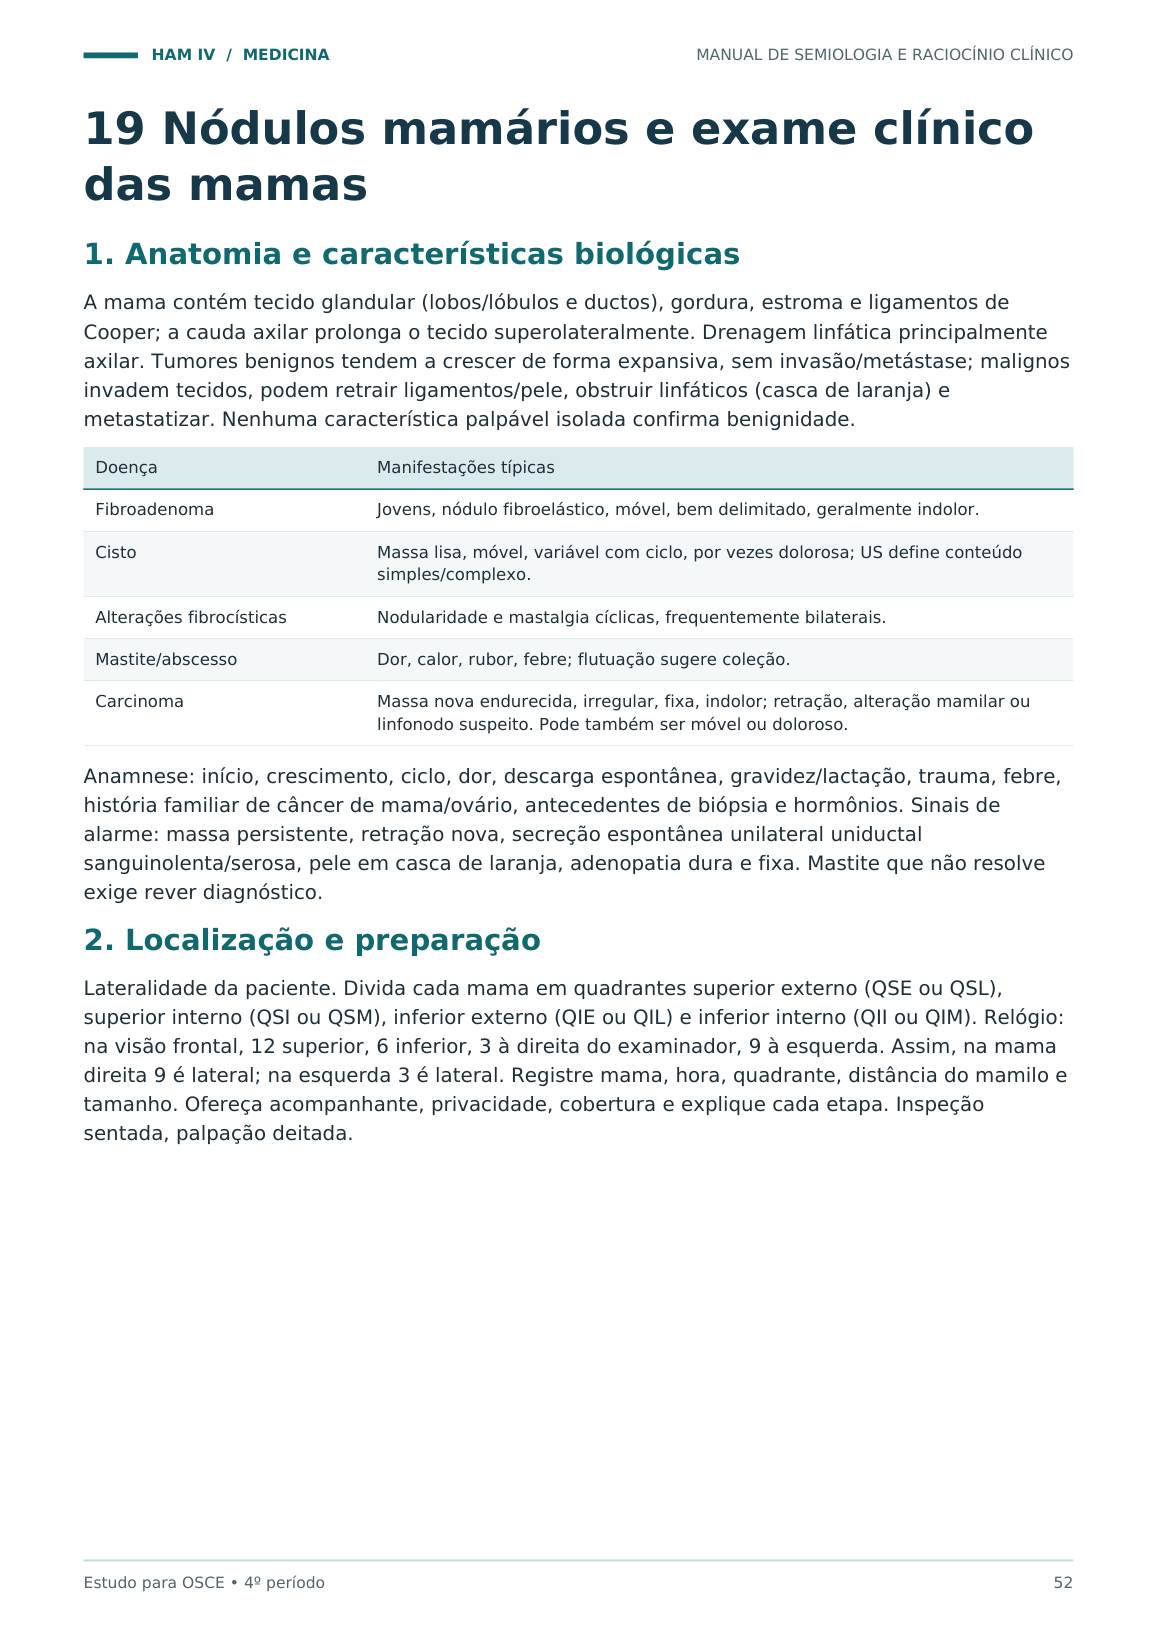 HAM IV / MEDICINA
MANUAL DE SEMIOLOGIA E RACIOCÍNIO CLÍNICO
19 Nódulos mamários e exame clínico
das mamas
1. Anatomia e características biológicas
A mama contém tecido glandular (lobos/lóbulos e ductos), gordura, estroma e ligamentos de
Cooper; a cauda axilar prolonga o tecido superolateralmente. Drenagem linfática principalmente
axilar. Tumores benignos tendem a crescer de forma expansiva, sem invasão/metástase; malignos
invadem tecidos, podem retrair ligamentos/pele, obstruir linfáticos (casca de laranja) e
metastatizar. Nenhuma característica palpável isolada confirma benignidade.
Doença Manifestações típicas
Fibroadenoma Jovens, nódulo fibroelástico, móvel, bem delimitado, geralmente indolor.
Cisto Massa lisa, móvel, variável com ciclo, por vezes dolorosa; US define conteúdo
simples/complexo.
Alterações fibrocísticas Nodularidade e mastalgia cíclicas, frequentemente bilaterais.
Mastite/abscesso Dor, calor, rubor, febre; flutuação sugere coleção.
Carcinoma Massa nova endurecida, irregular, fixa, indolor; retração, alteração mamilar ou
linfonodo suspeito. Pode também ser móvel ou doloroso.
Anamnese: início, crescimento, ciclo, dor, descarga espontânea, gravidez/lactação, trauma, febre,
história familiar de câncer de mama/ovário, antecedentes de biópsia e hormônios. Sinais de
alarme: massa persistente, retração nova, secreção espontânea unilateral uniductal
sanguinolenta/serosa, pele em casca de laranja, adenopatia dura e fixa. Mastite que não resolve
exige rever diagnóstico.
2. Localização e preparação
Lateralidade da paciente. Divida cada mama em quadrantes superior externo (QSE ou QSL),
superior interno (QSI ou QSM), inferior externo (QIE ou QIL) e inferior interno (QII ou QIM). Relógio:
na visão frontal, 12 superior, 6 inferior, 3 à direita do examinador, 9 à esquerda. Assim, na mama
direita 9 é lateral; na esquerda 3 é lateral. Registre mama, hora, quadrante, distância do mamilo e
tamanho. Ofereça acompanhante, privacidade, cobertura e explique cada etapa. Inspeção
sentada, palpação deitada.
Estudo para OSCE • 4º período
52